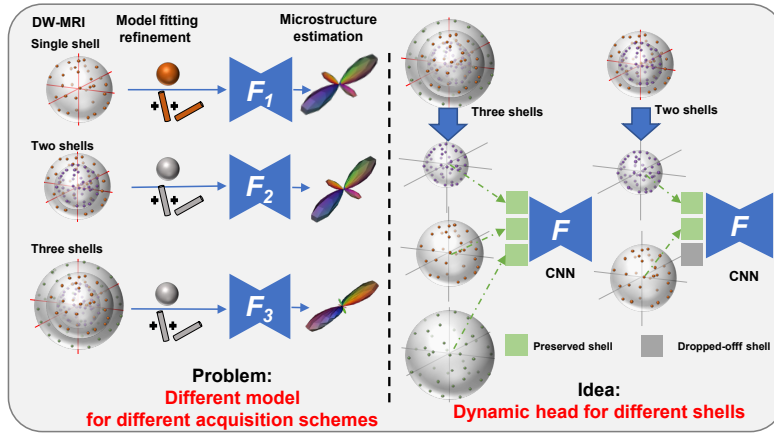 DW-MRI
Model fitting
refinement
Microstructure
estimation
Single shell
F1
Two shells
F2
Three shells
F3
Problem:
Different model
for different acquisition schemes
Three shells
Two shells
F
CNN
F
CNN
Preserved shell
Dropped-offf shell
Idea:
Dynamic head for different shells